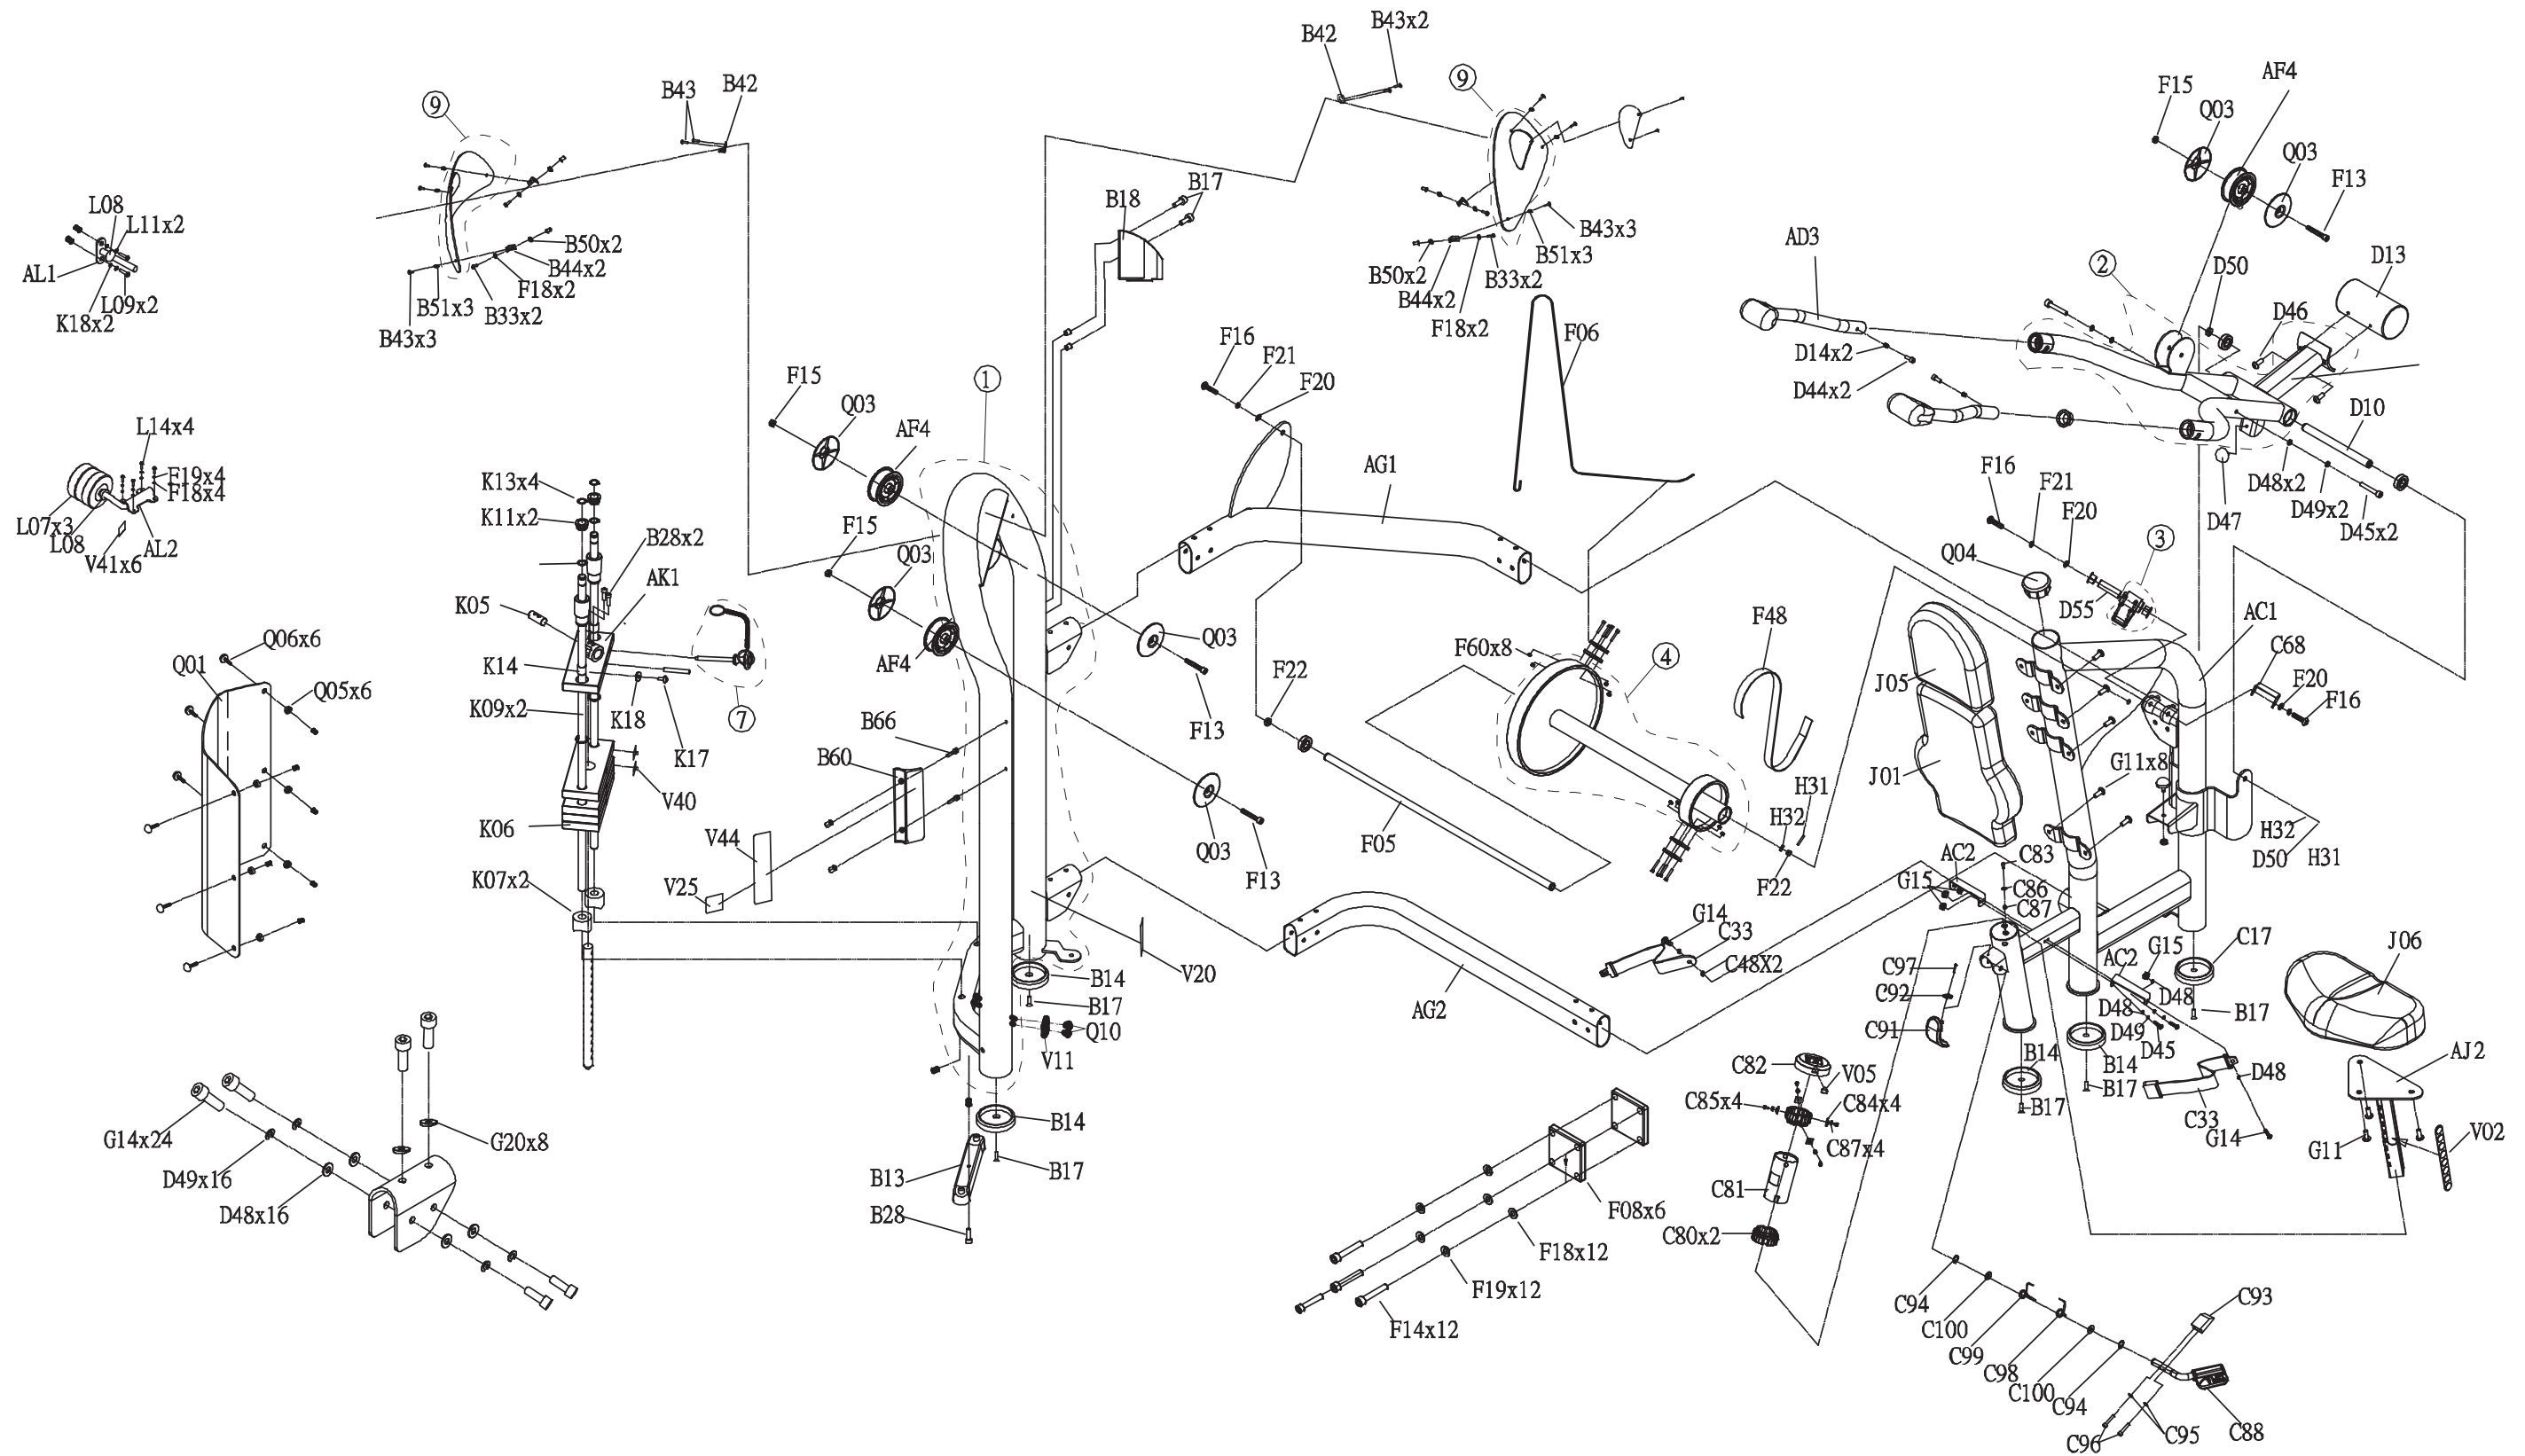 B43x2
B42
9
B43
B42
9
L08
L11x2
AL1
L09x2
K18x2
B50x2
B44x2
F18x2
B51x3
B33x2
B43x3
B17
B18
B43x3
B51x3
B50x2
B33x2
B44x2
F18x2
F06
F15
AF4
Q03
Q03
F13
AD3
2
D50
D13
D46
D14x2
D44x2
D10
D48x2
D49x2
D45x2
D47
F16
F21
F20
F15
Q03
AF4
1
AG1
F15
Q03
AF4
Q03
F13
Q03
F13
L14x4
F19x4
F18x4
L07x3
L08
V41x6
AL2
K13x4
K11x2
B28x2
AK1
K05
K14
K09x2
K18
K17
7
K06
V40
K07x2
Q06x6
Q01
Q05x6
B66
B60
V44
V25
V20
B14
B17
Q10
V11
B14
B17
B13
B28
F22
F05
F60x8
4
F48
H31
H32
F22
F16
F21
F20
Q04
D55
3
AC1
C68
F20
F16
J05
J01
G11x8
H32
D50
H31
AC2
C83
G15
C86
C87
G14
C33
C48X2
AG2
C97
C92
C91
AC2
G15
C17
D48
D48
D49
D45
B17
B14
B17
B14
B17
J06
AJ2
D48
C33
G14
G11
V02
C82
V05
C85x4
C84x4
C87x4
C81
C80x2
G14x24
G20x8
D49x16
D48x16
F08x6
F18x12
F19x12
F14x12
C94
C100
C99
C98
C100
C94
C93
C88
C95
C96